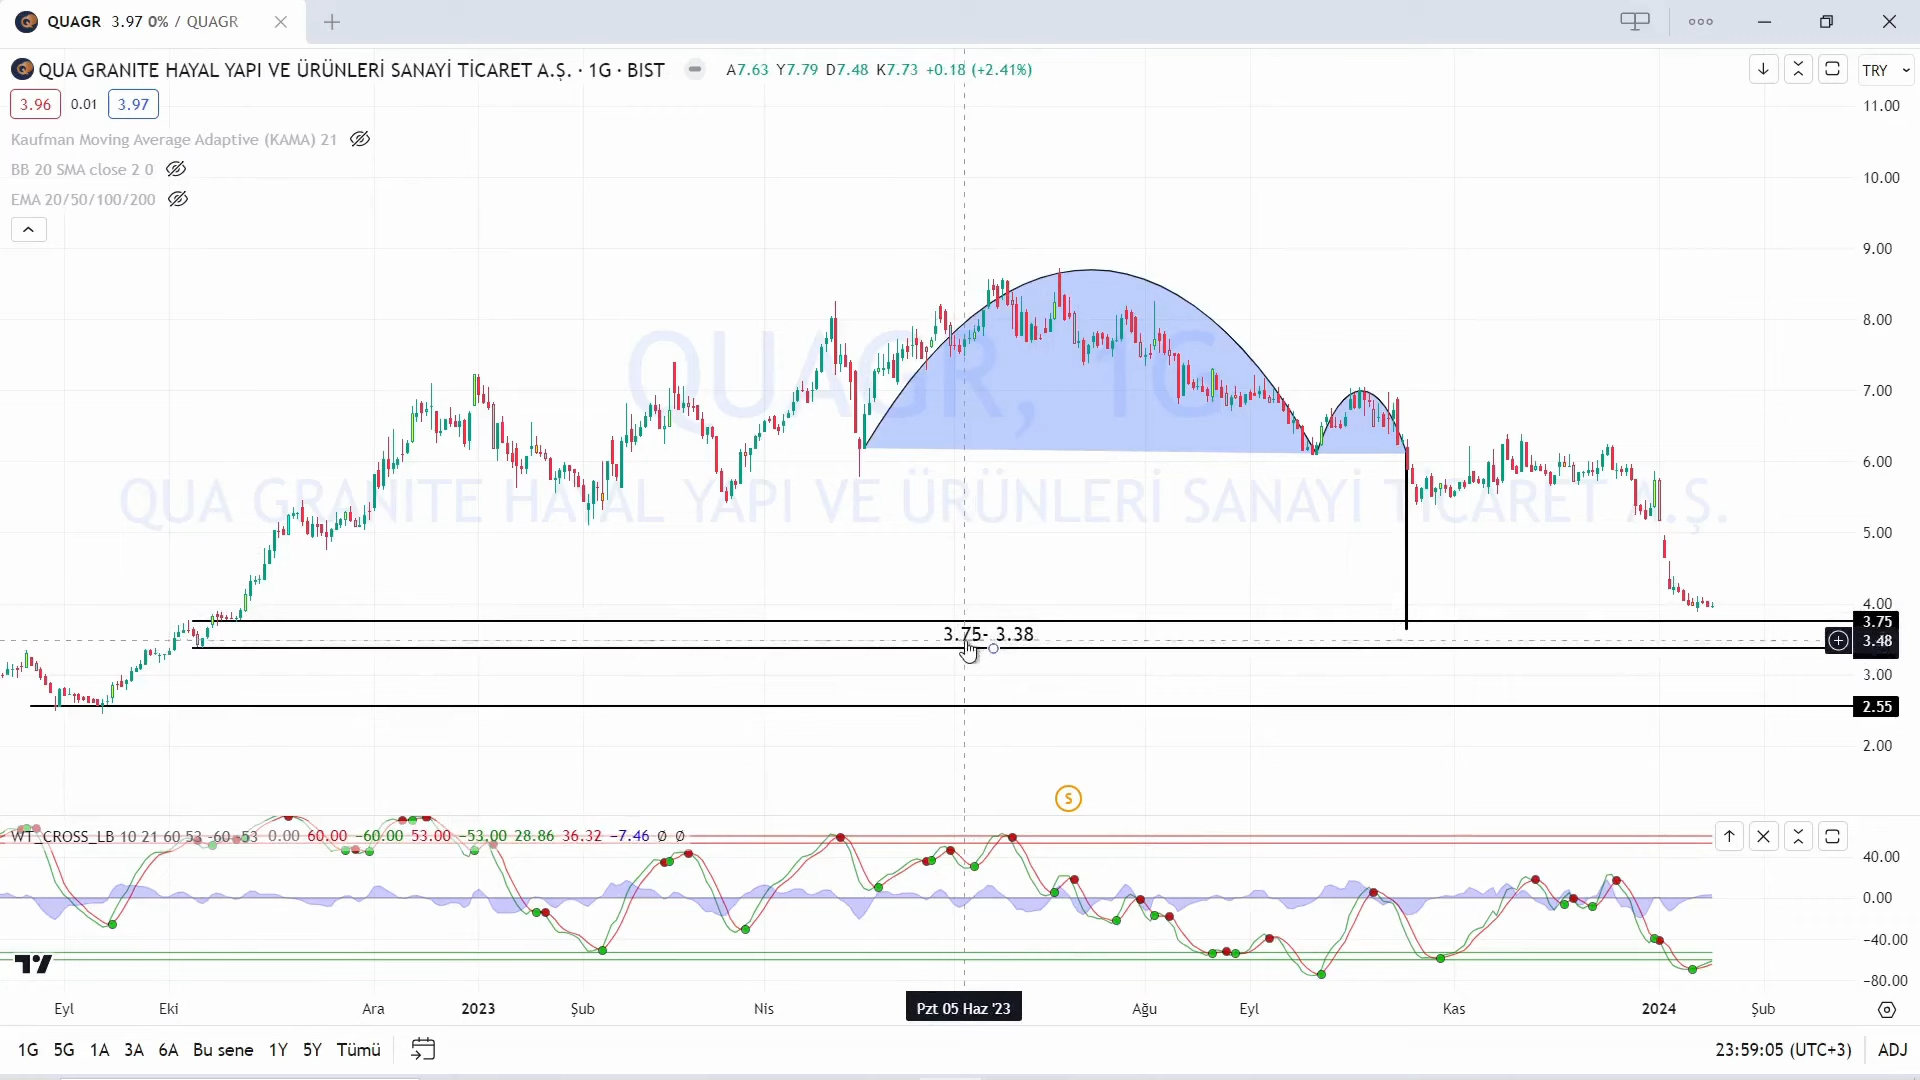 QUAGR 3.97 0% / QUAGR
QUA GRANITE HAYAL YAPI VE ÜRÜNLERİ SANAYİ TİCARET A.Ş. · 1G · BIST A7.63 Y7.79 D7.48 K7.73 +0.18 (+2.41%)
TRY
3.96 0.01 3.97
Kaufman Moving Average Adaptive (KAMA) 21
BB 20 SMA close 2 0
EMA 20/50/100/200
11.00
10.00
9.00
8.00
7.00
6.00
5.00
4.00
3.75
3.48
3.00
2.55
2.00
QUAGR, 1G
QUA GRANITE HAYAL YAPI VE ÜRÜNLERİ SANAYİ TİCARET A.Ş.
3.75- 3.38
S
WT_CROSS_LB 10 21 60 53 -60 -53 0.00 60.00 −60.00 53.00 −53.00 28.86 36.32 −7.46 ∅ ∅
40.00
0.00
−40.00
−80.00
Eyl Eki Ara 2023 Şub Nis Pzt 05 Haz '23 Ağu Eyl Kas 2024 Şub
1G 5G 1A 3A 6A Bu sene 1Y 5Y Tümü 23:59:05 (UTC+3) ADJ